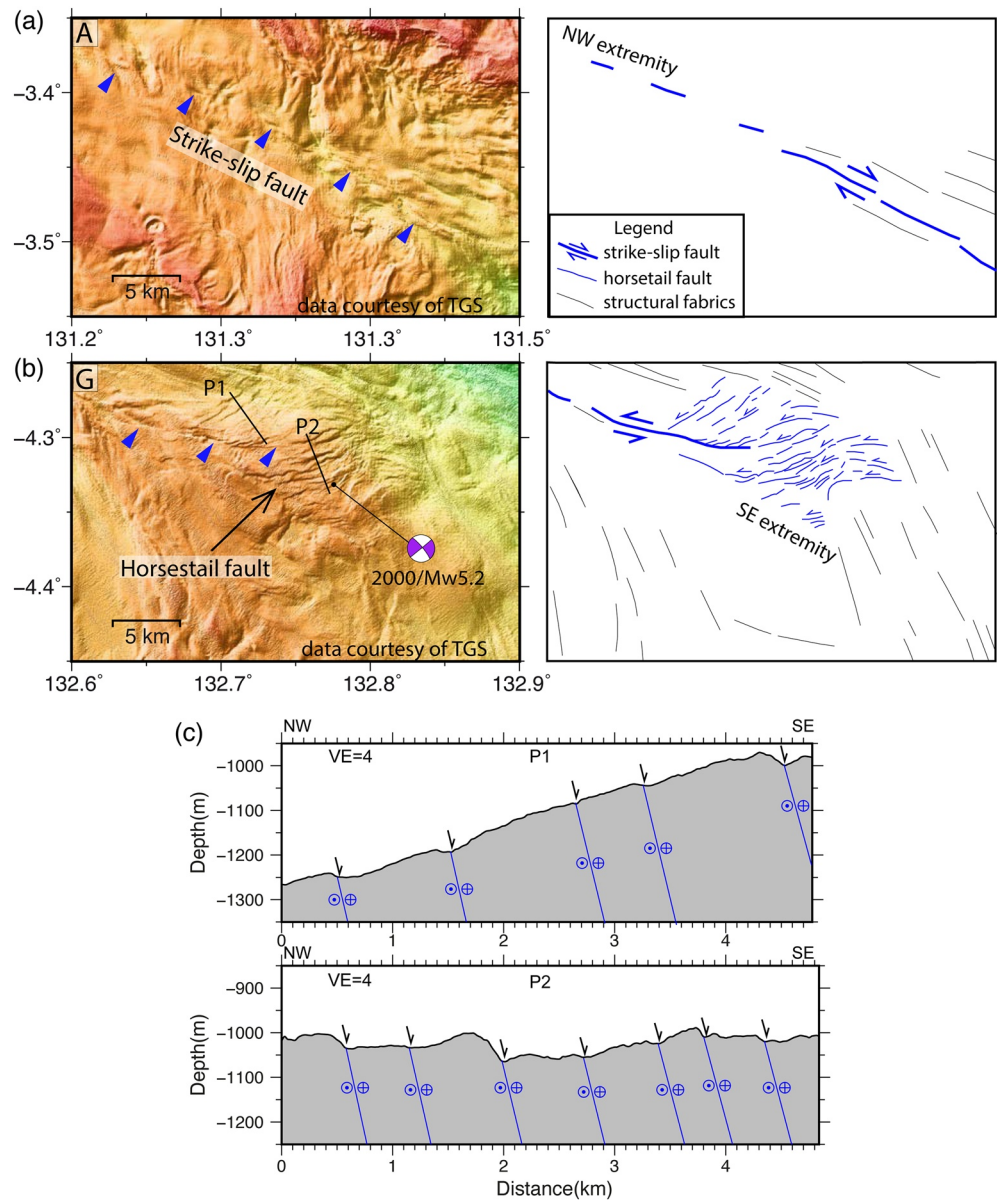 (a)
A
−3.4°
−3.5°
Strike-slip fault
5 km
data courtesy of TGS
131.2°
131.3°
131.3°
131.5°
NW extremity
Legend
strike-slip fault
horsetail fault
structural fabrics
(b)
G
P1
P2
−4.3°
−4.4°
Horsestail fault
2000/Mw5.2
5 km
data courtesy of TGS
132.6°
132.7°
132.8°
132.9°
SE extremity
(c)
NW
SE
VE=4
P1
Depth(m)
−1000
−1100
−1200
−1300
0
1
2
3
4
NW
SE
VE=4
P2
Depth(m)
−900
−1000
−1100
−1200
0
1
2
3
4
Distance(km)